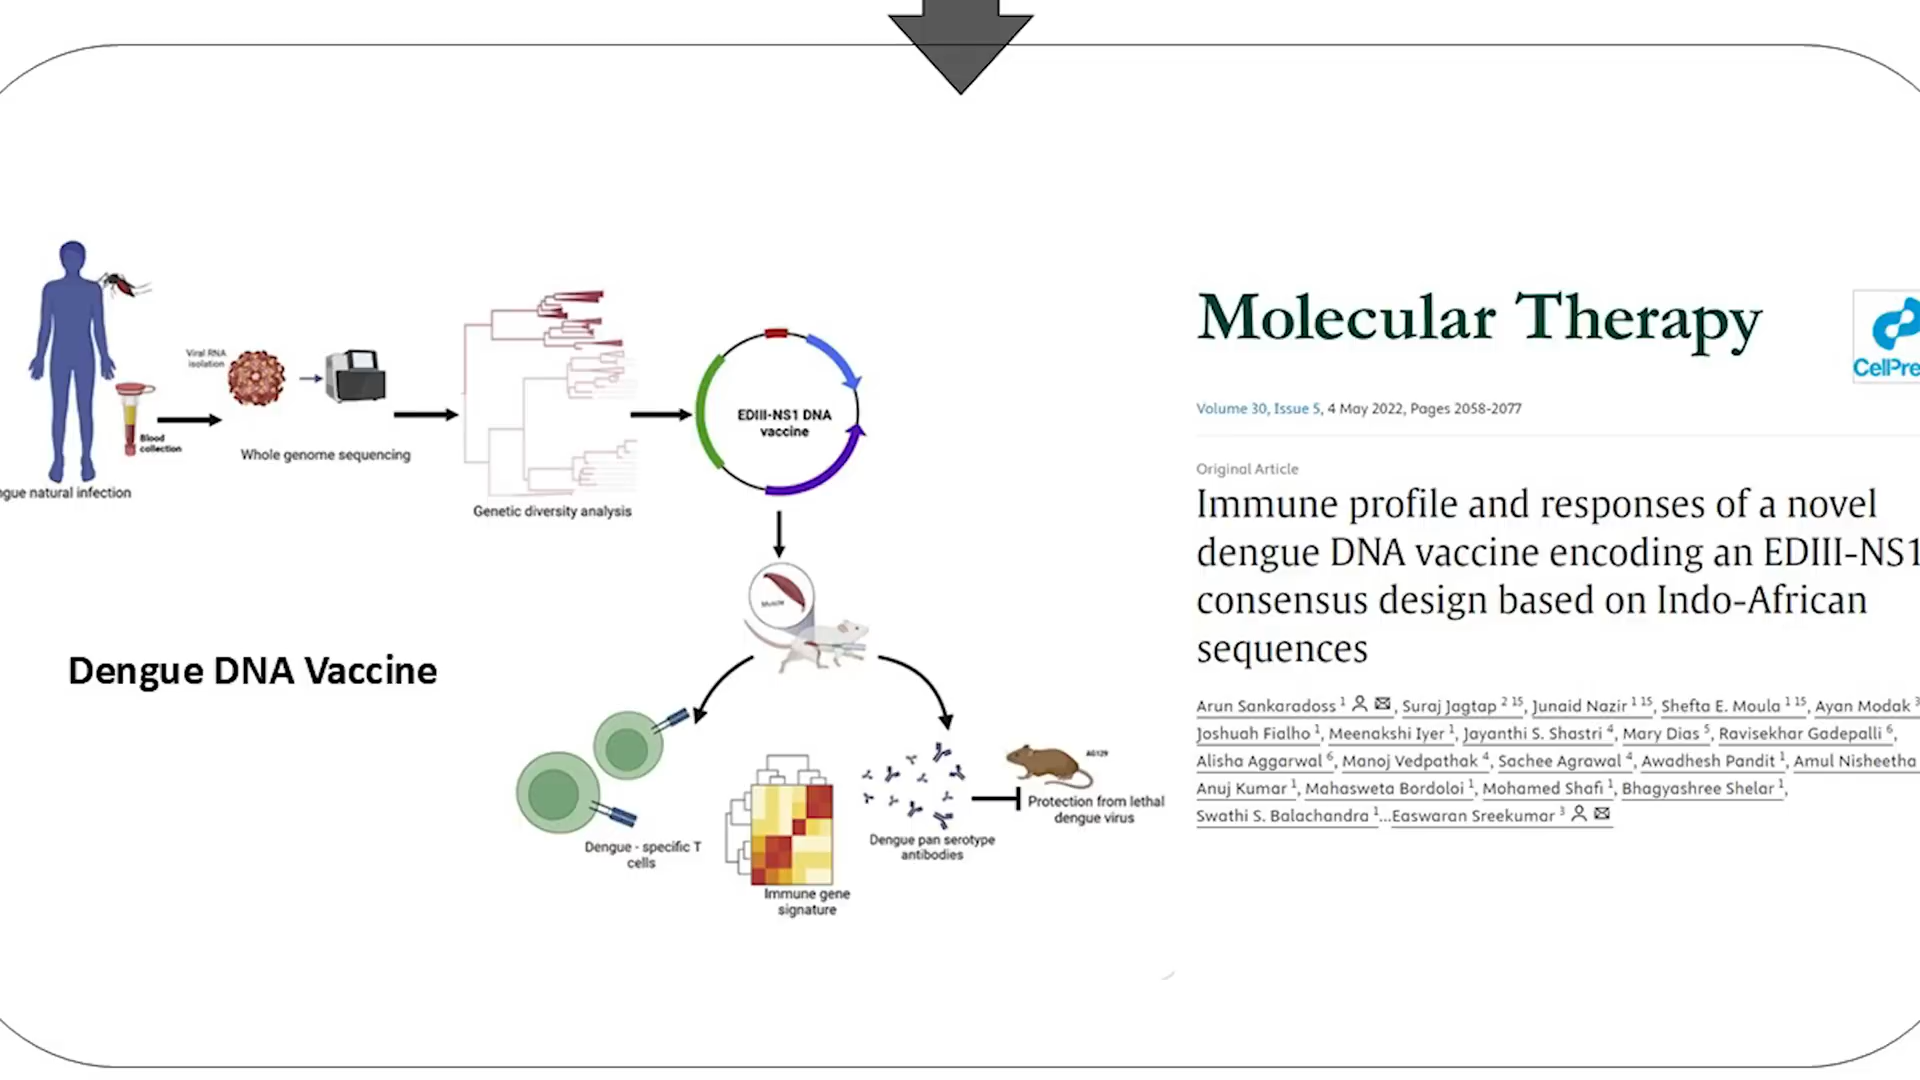 Viral RNA
isolation
Blood
collection
Whole genome sequencing
ngue natural infection
Genetic diversity analysis
EDIII-NS1 DNA
vaccine
Muscle
Dengue DNA Vaccine
Dengue - specific T
cells
Immune gene
signature
Dengue pan serotype
antibodies
AG129
Protection from lethal
dengue virus
Molecular Therapy
CellPre
Volume 30, Issue 5, 4 May 2022, Pages 2058-2077
Original Article
Immune profile and responses of a novel
dengue DNA vaccine encoding an EDIII-NS1
consensus design based on Indo-African
sequences
Arun Sankaradoss 1, Suraj Jagtap 2 15, Junaid Nazir 1 15, Shefta E. Moula 1 15, Ayan Modak 3
Joshuah Fialho 1, Meenakshi Iyer 1, Jayanthi S. Shastri 4, Mary Dias 5, Ravisekhar Gadepalli 6,
Alisha Aggarwal 6, Manoj Vedpathak 4, Sachee Agrawal 4, Awadhesh Pandit 1, Amul Nisheetha
Anuj Kumar 1, Mahasweta Bordoloi 1, Mohamed Shafi 1, Bhagyashree Shelar 1,
Swathi S. Balachandra 1...Easwaran Sreekumar 3